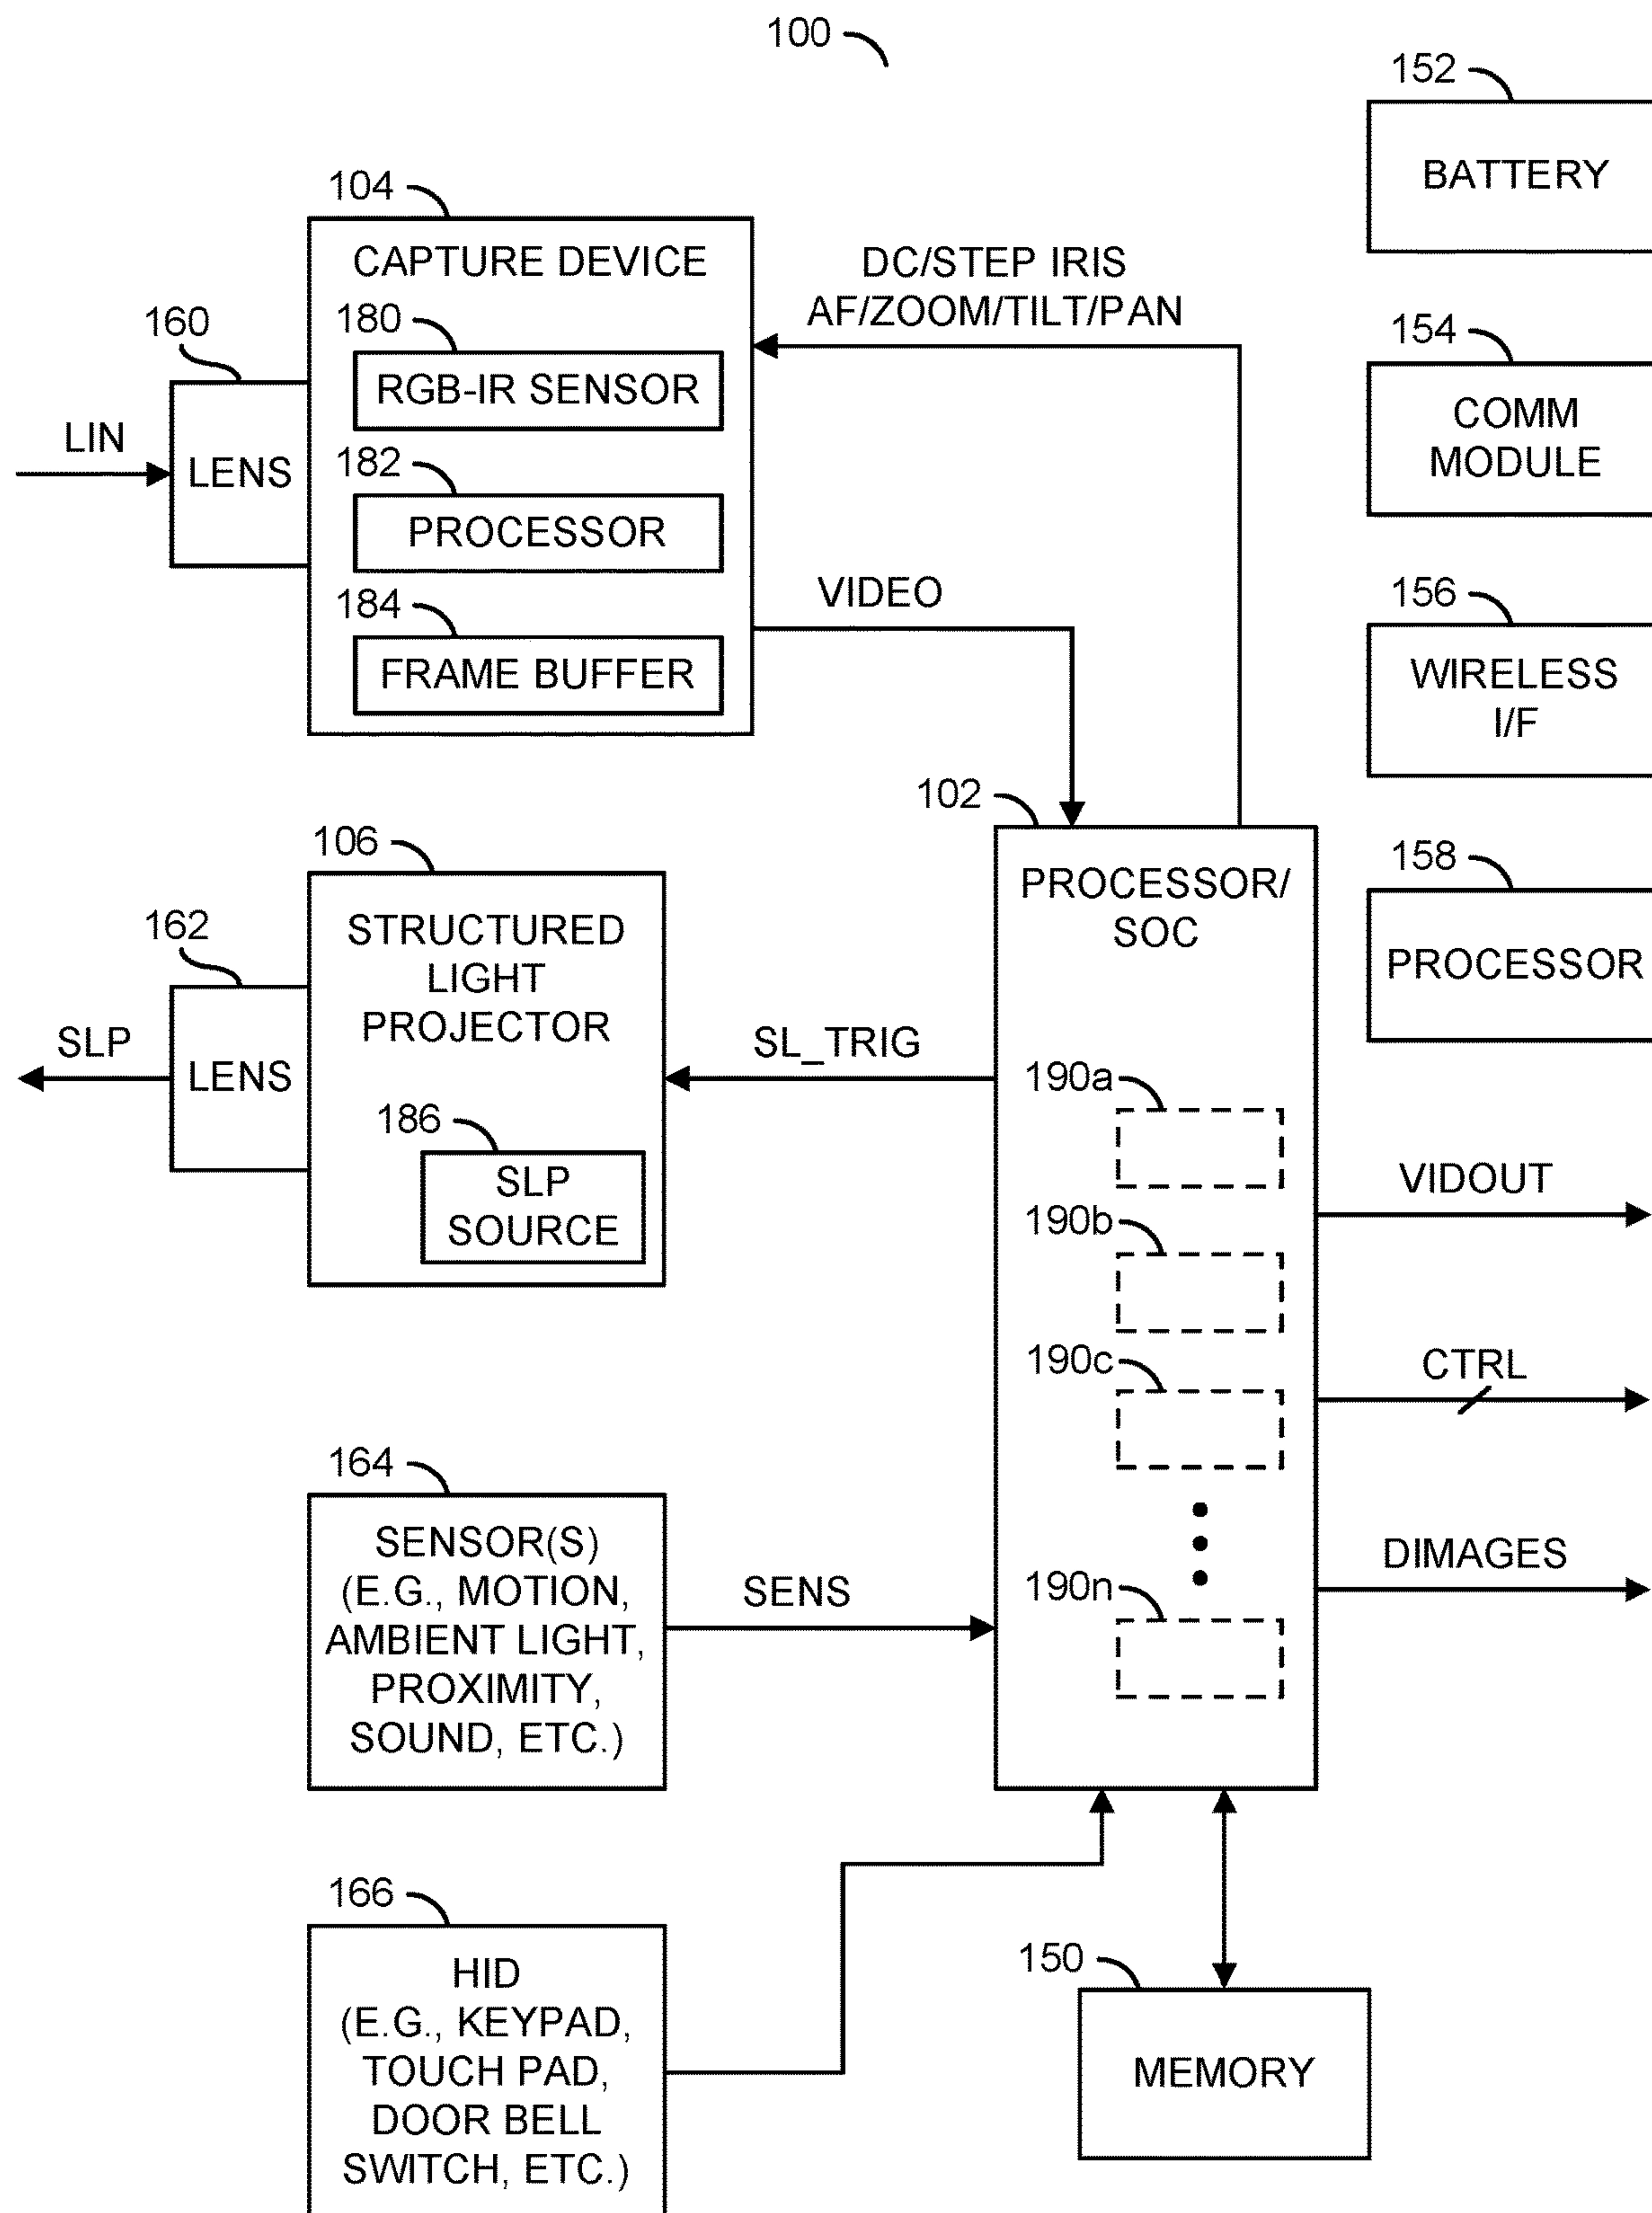 100
152
BATTERY
104
CAPTURE DEVICE
DC/STEP IRIS
AF/ZOOM/TILT/PAN
160
180
RGB-IR SENSOR
154
COMM
MODULE
LIN
LENS
182
PROCESSOR
VIDEO
184
FRAME BUFFER
156
WIRELESS
I/F
102
PROCESSOR/
SOC
106
STRUCTURED
LIGHT
PROJECTOR
158
PROCESSOR
162
SLP
LENS
SL_TRIG
186
SLP
SOURCE
190a
190b
190c
190n
VIDOUT
CTRL
DIMAGES
164
SENSOR(S)
(E.G., MOTION,
AMBIENT LIGHT,
PROXIMITY,
SOUND, ETC.)
SENS
166
HID
(E.G., KEYPAD,
TOUCH PAD,
DOOR BELL
SWITCH, ETC.)
150
MEMORY